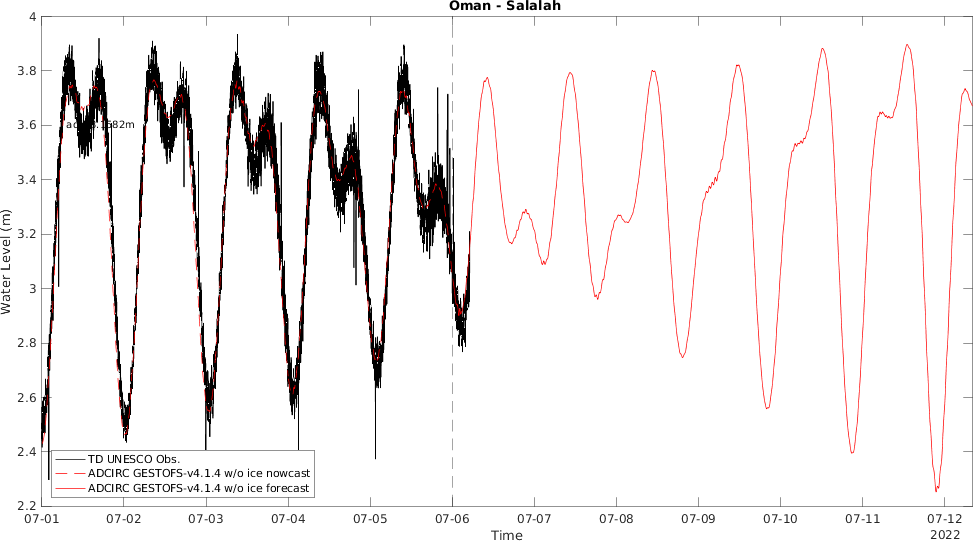 Oman - Salalah
4
3.8
3.6
3.4
3.2
3
2.8
2.6
2.4
2.2
Water Level (m)
TD UNESCO Obs.
ADCIRC GESTOFS-v4.1.4 w/o ice nowcast
ADCIRC GESTOFS-v4.1.4 w/o ice forecast
07-01 07-02 07-03 07-04 07-05 07-06 07-07 07-08 07-09 07-10 07-11 07-12
Time
2022